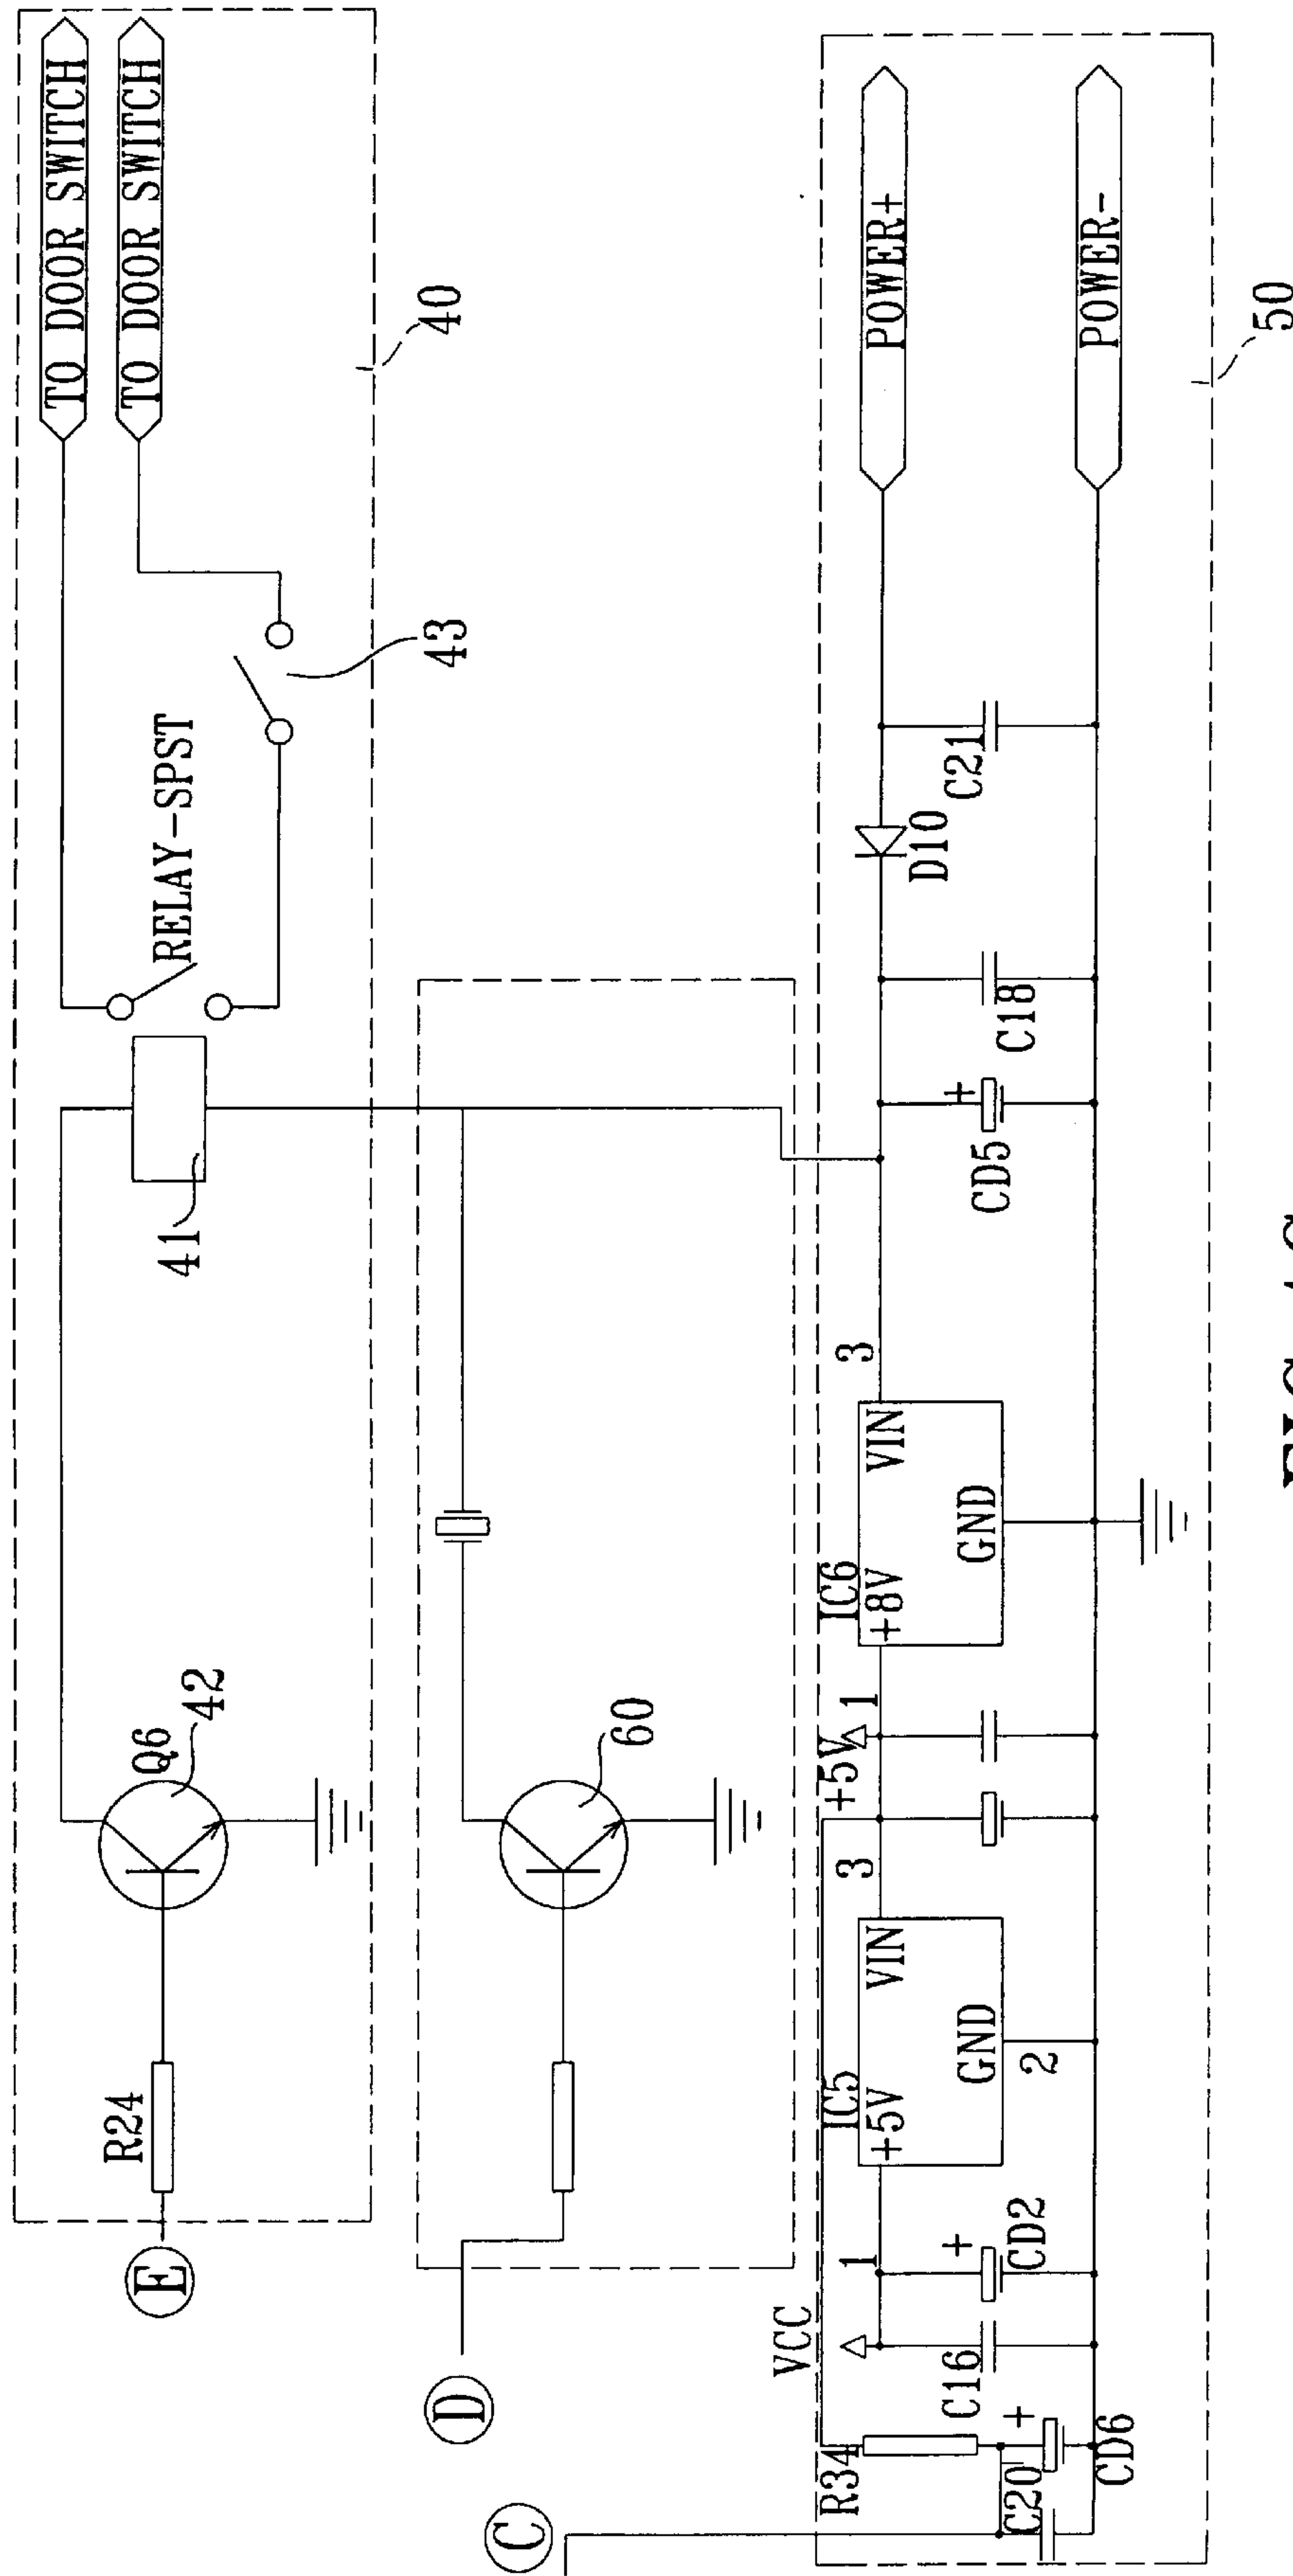 TO DOOR SWITCH
TO DOOR SWITCH
40
43
RELAY-SPST
41
Q6
42
R24
E
60
D
POWER+
POWER-
50
C21
D10
C18
+
CD5
3
VIN
GND
IC6
+8V
1
+5V
3
VIN
GND
2
IC5
+5V
1
+
CD2
VCC
C16
R34
+
CD6
C20
C